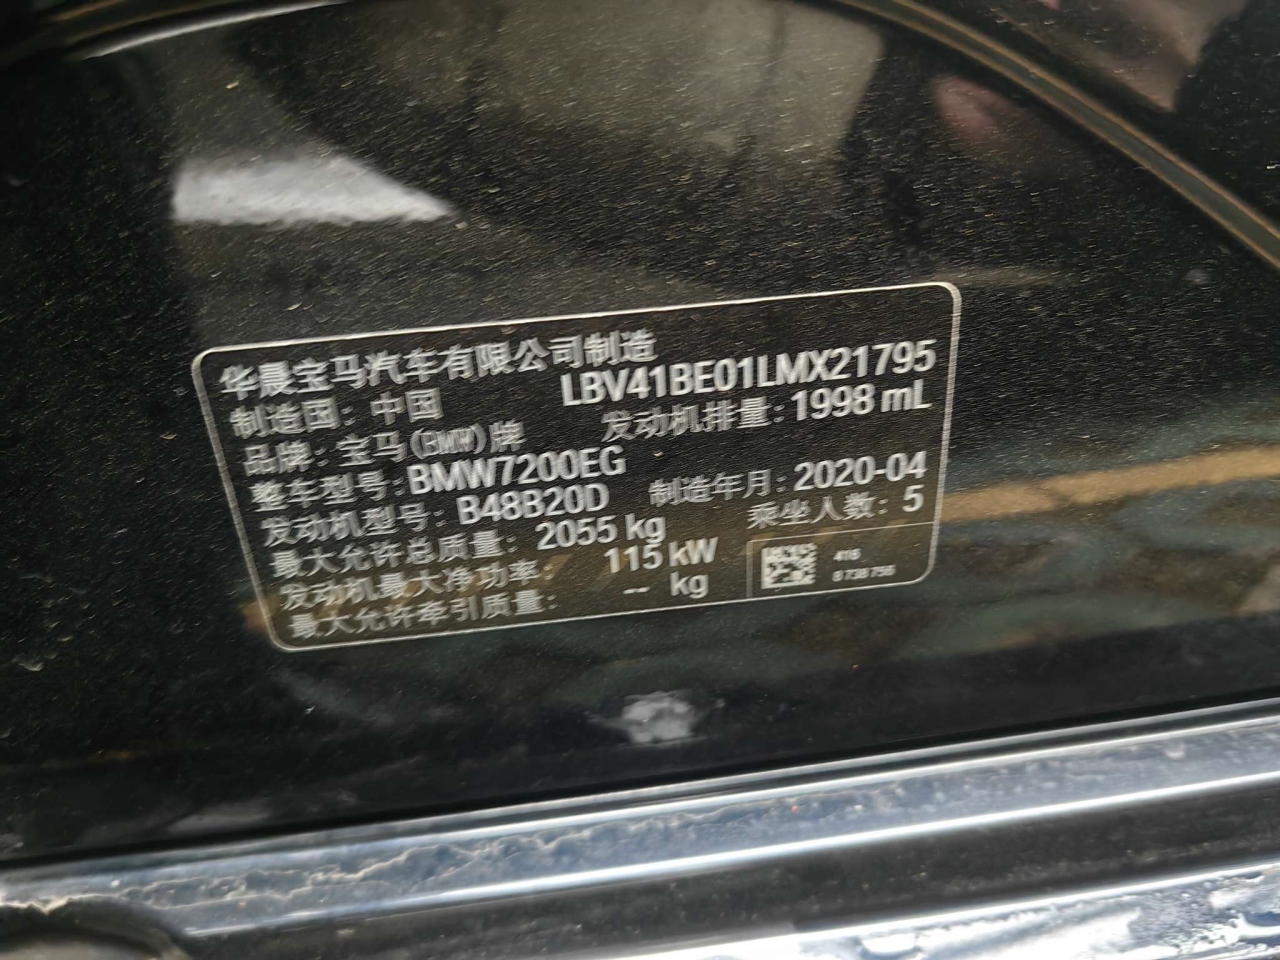 华晨宝马汽车有限公司制造
制造国：中国 LBV41BE01LMX21795
品牌：宝马(BMW)牌 发动机排量：1998 mL
整车型号：BMW7200EG
发动机型号：B48B20D 制造年月：2020-04
最大允许总质量：2055 kg 乘坐人数：5
发动机最大净功率：115 kW
最大允许牵引质量：-- kg
416
8738756